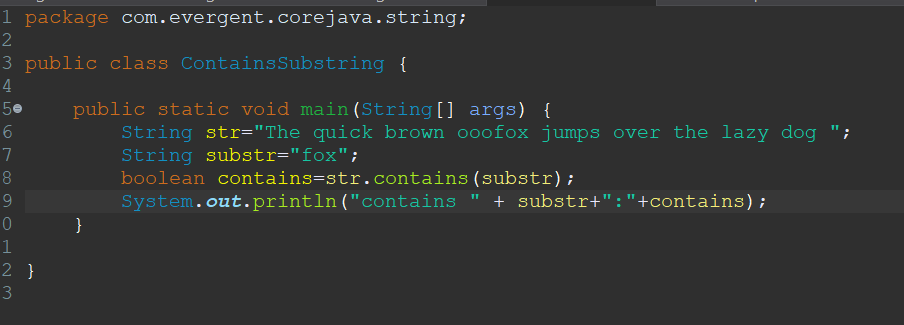 1 package com.evergent.corejava.string;
2
3 public class ContainsSubstring {
4
5 public static void main(String[] args) {
6 String str="The quick brown ooofox jumps over the lazy dog ";
7 String substr="fox";
8 boolean contains=str.contains(substr);
9 System.out.println("contains " + substr+":"+contains);
0 }
1
2 }
3